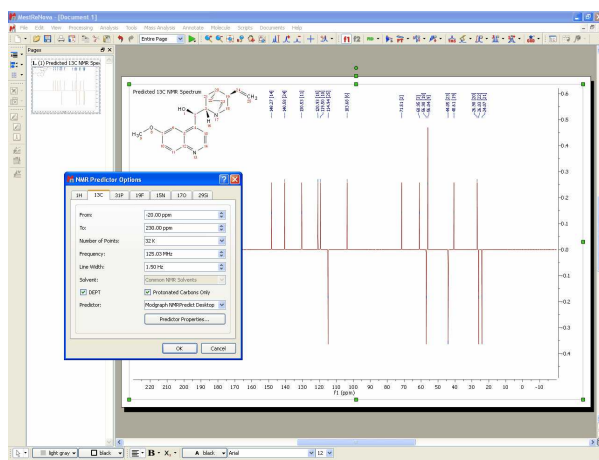 MestReNova - [Document 1]
File Edit View Processing Analysis Tools Mass Analysis Annotate Molecule Scripts Documents Help
Entire Page
Pages
1. (1) Predicted 13C NMR Spe
Predicted 13C NMR Spectrum
HO
H
N
CH3
H3C
O
N
NMR Predictor Options
1H 13C 31P 19F 15N 17O 29Si
From: -20.00 ppm
To: 230.00 ppm
Number of Points: 32 K
Frequency: 125.03 MHz
Line Width: 1.50 Hz
Solvent: Common NMR Solvents
DEPT Protonated Carbons Only
Predictor: Modgraph NMRPredict Desktop
Predictor Properties...
OK Cancel
-0.6
-0.5
-0.4
-0.3
-0.2
-0.1
-0.0
--0.1
--0.2
--0.3
--0.4
220 210 200 190 180 170 160 150 140 130 120 110 100 90 80 70 60 50 40 30 20 10 0 -10
f1 (ppm)
light gray black B X, A black Arial 12